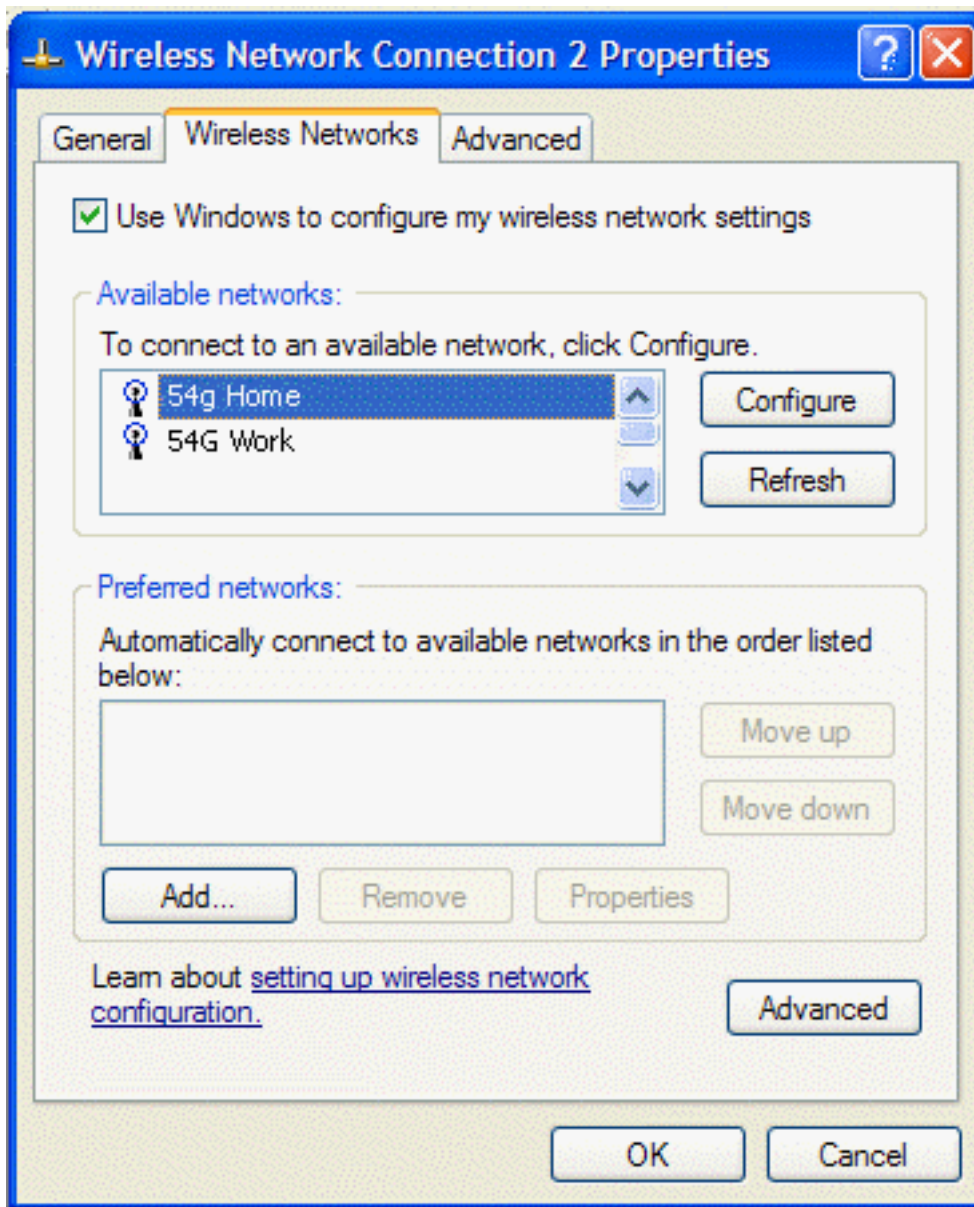 Wireless Network Connection 2 Properties
General Wireless Networks Advanced
Use Windows to configure my wireless network settings
Available networks:
To connect to an available network, click Configure.
54g Home
Configure
54G Work
Refresh
Preferred networks:
Automatically connect to available networks in the order listed
below:
Move up
Move down
Add... Remove Properties
Learn about setting up wireless network
configuration.
Advanced
OK Cancel